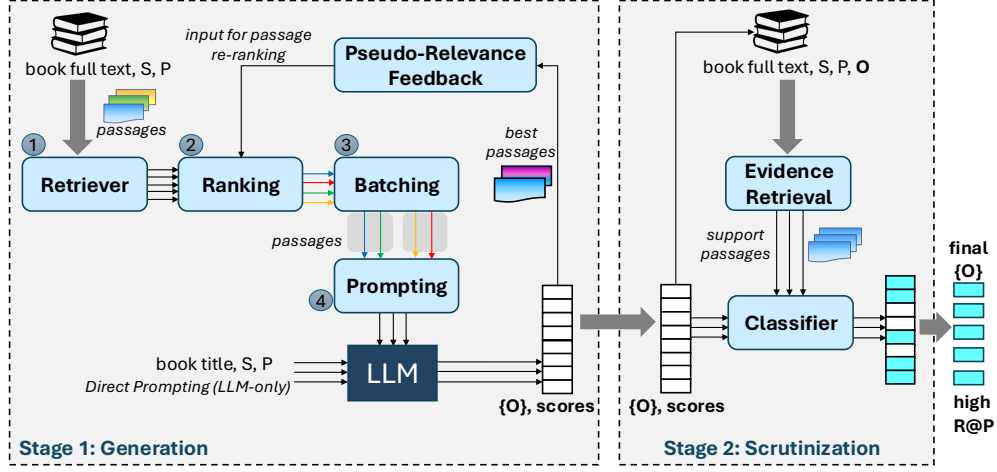 book full text, S, P
passages
input for passage
re-ranking
Pseudo-Relevance
Feedback
1
Retriever
2
Ranking
3
Batching
best
passages
passages
4
Prompting
book title, S, P
Direct Prompting (LLM-only)
LLM
{O}, scores
Stage 1: Generation
book full text, S, P, O
Evidence
Retrieval
support
passages
Classifier
{O}, scores
Stage 2: Scrutinization
final
{O}
high
R@P